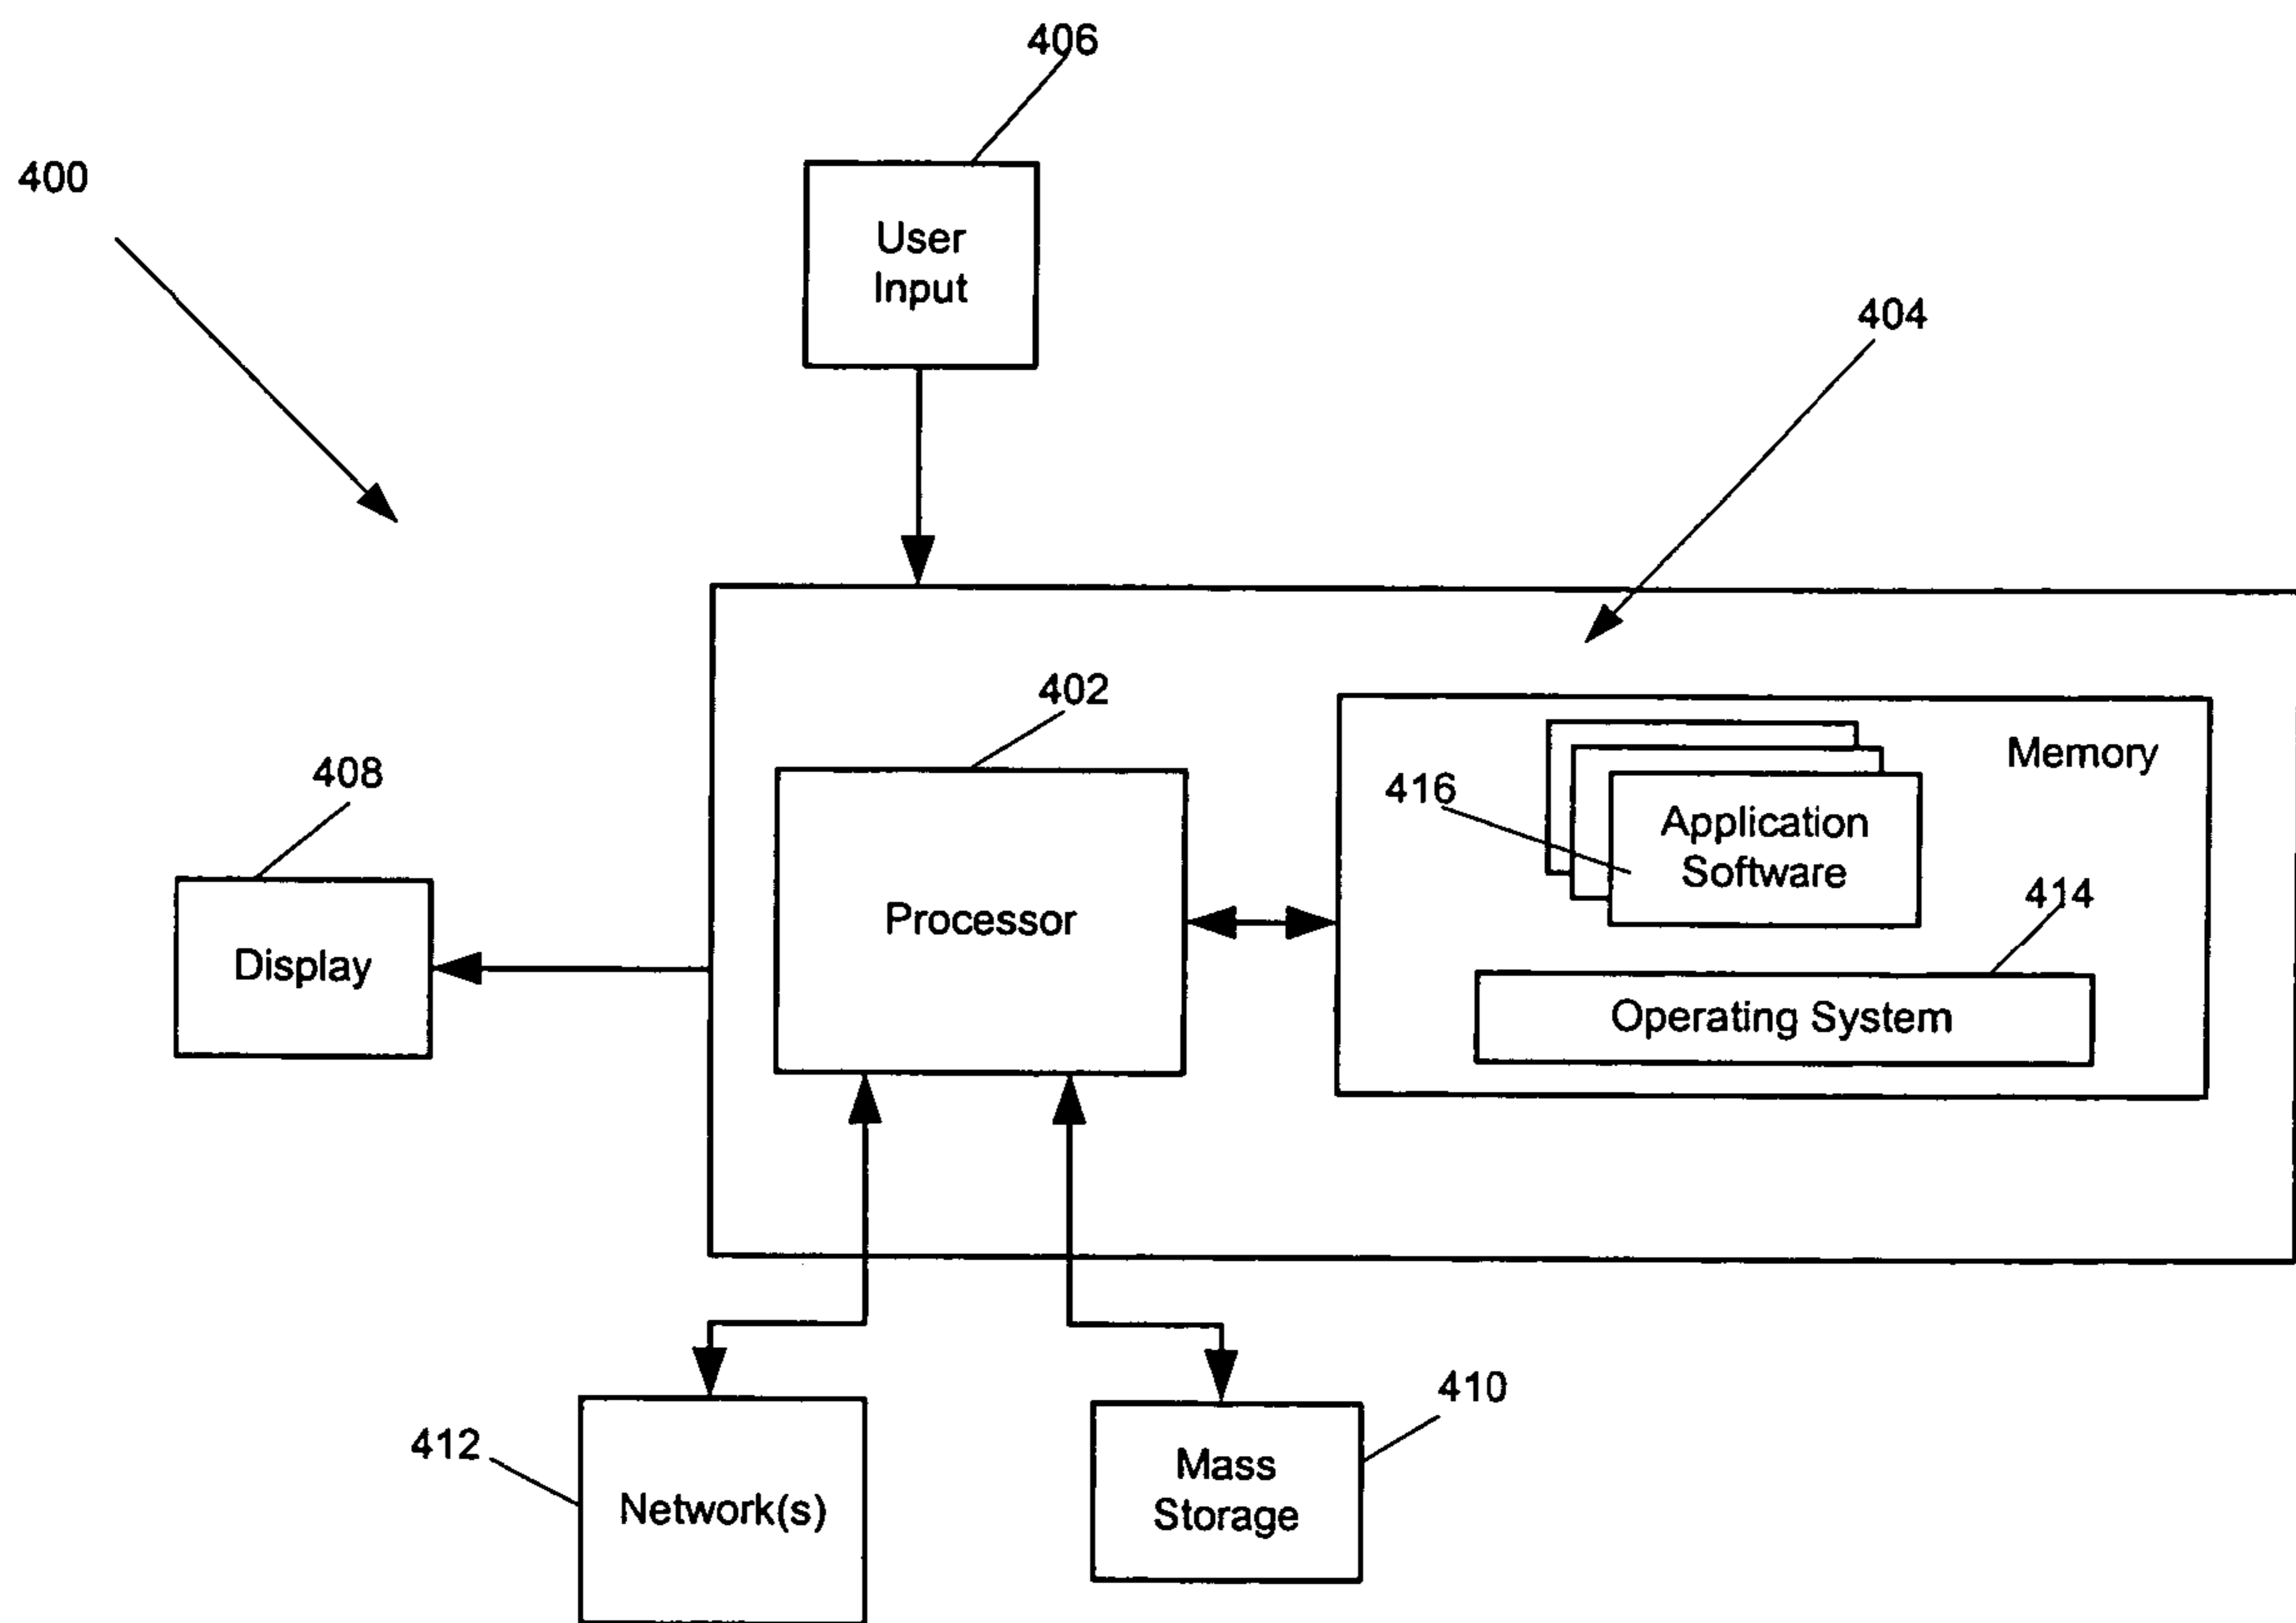 406
400
User
Input
404
402
408
Memory
416
Application
Software
414
Processor
Display
Operating System
410
412
Mass
Storage
Network(s)